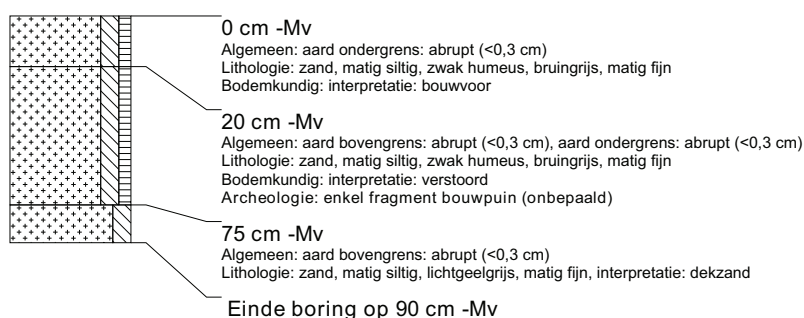 0 cm -Mv
Algemeen: aard ondergrens: abrupt (<0,3 cm)
Lithologie: zand, matig siltig, zwak humeus, bruingrijs, matig fijn
Bodemkundig: interpretatie: bouwvoor
20 cm -Mv
Algemeen: aard bovengrens: abrupt (<0,3 cm), aard ondergrens: abrupt (<0,3 cm)
Lithologie: zand, matig siltig, zwak humeus, bruingrijs, matig fijn
Bodemkundig: interpretatie: verstoord
Archeologie: enkel fragment bouwpuin (onbepaald)
75 cm -Mv
Algemeen: aard bovengrens: abrupt (<0,3 cm)
Lithologie: zand, matig siltig, lichtgeelgrijs, matig fijn, interpretatie: dekzand
Einde boring op 90 cm -Mv